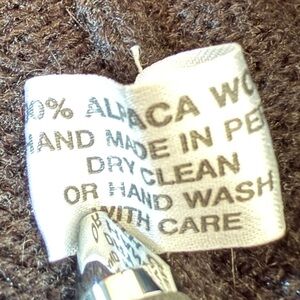 0% ALPACA WO
HAND MADE IN PE
DRY CLEAN
OR HAND WASH
WITH CARE